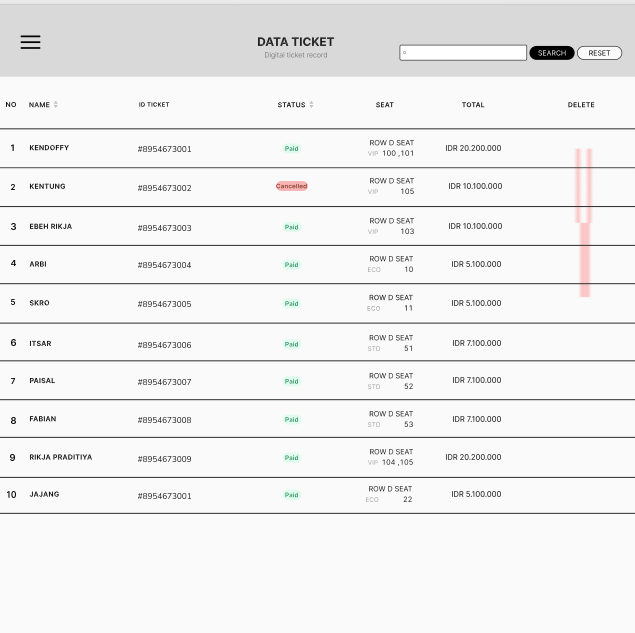 DATA TICKET
Digital ticket record
SEARCH RESET
NO NAME ID TICKET STATUS SEAT TOTAL DELETE
1 KENDOFFY #8954673001 Paid ROW D SEAT VIP 100 ,101 IDR 20.200.000
2 KENTUNG #8954673002 Cancelled ROW D SEAT VIP 105 IDR 10.100.000
3 EBEH RIKJA #8954673003 Paid ROW D SEAT VIP 103 IDR 10.100.000
4 ARBI #8954673004 Paid ROW D SEAT ECO 10 IDR 5.100.000
5 SKRO #8954673005 Paid ROW D SEAT ECO 11 IDR 5.100.000
6 ITSAR #8954673006 Paid ROW D SEAT STD 51 IDR 7.100.000
7 PAISAL #8954673007 Paid ROW D SEAT STD 52 IDR 7.100.000
8 FABIAN #8954673008 Paid ROW D SEAT STD 53 IDR 7.100.000
9 RIKJA PRADITIYA #8954673009 Paid ROW D SEAT VIP 104 ,105 IDR 20.200.000
10 JAJANG #8954673001 Paid ROW D SEAT ECO 22 IDR 5.100.000